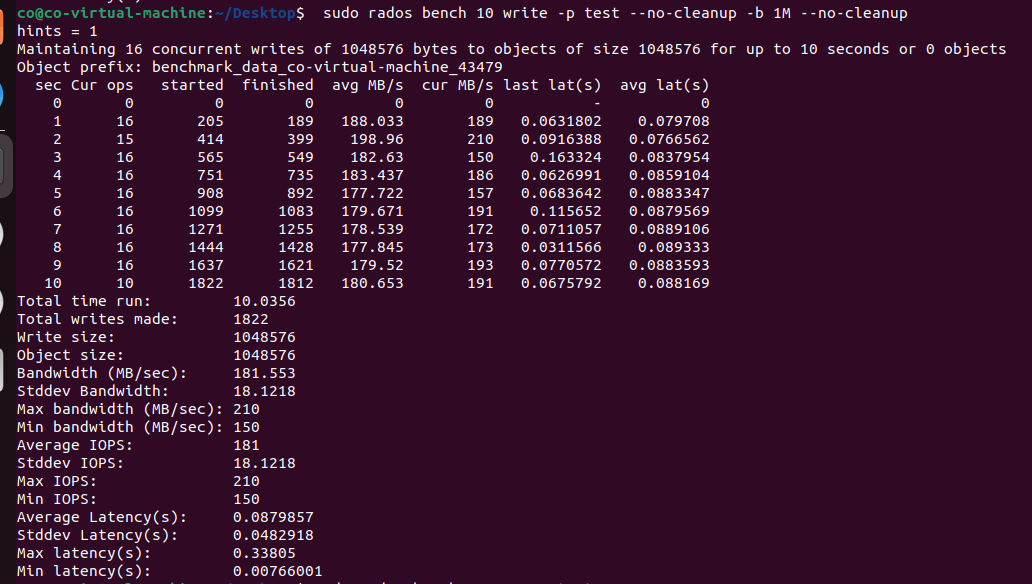 co@co-virtual-machine:~/Desktop$  sudo rados bench 10 write -p test --no-cleanup -b 1M --no-cleanup
hints = 1
Maintaining 16 concurrent writes of 1048576 bytes to objects of size 1048576 for up to 10 seconds or 0 objects
Object prefix: benchmark_data_co-virtual-machine_43479
  sec Cur ops   started  finished  avg MB/s  cur MB/s last lat(s)  avg lat(s)
    0       0         0         0         0         0           -           0
    1      16       205       189   188.033       189   0.0631802    0.079708
    2      15       414       399    198.96       210   0.0916388   0.0766562
    3      16       565       549    182.63       150    0.163324   0.0837954
    4      16       751       735   183.437       186   0.0626991   0.0859104
    5      16       908       892   177.722       157   0.0683642   0.0883347
    6      16      1099      1083   179.671       191    0.115652   0.0879569
    7      16      1271      1255   178.539       172   0.0711057   0.0889106
    8      16      1444      1428   177.845       173   0.0311566    0.089333
    9      16      1637      1621    179.52       193   0.0770572   0.0883593
   10      10      1822      1812   180.653       191   0.0675792    0.088169
Total time run:         10.0356
Total writes made:      1822
Write size:             1048576
Object size:            1048576
Bandwidth (MB/sec):     181.553
Stddev Bandwidth:       18.1218
Max bandwidth (MB/sec): 210
Min bandwidth (MB/sec): 150
Average IOPS:           181
Stddev IOPS:            18.1218
Max IOPS:               210
Min IOPS:               150
Average Latency(s):     0.0879857
Stddev Latency(s):      0.0482918
Max latency(s):         0.33805
Min latency(s):         0.00766001